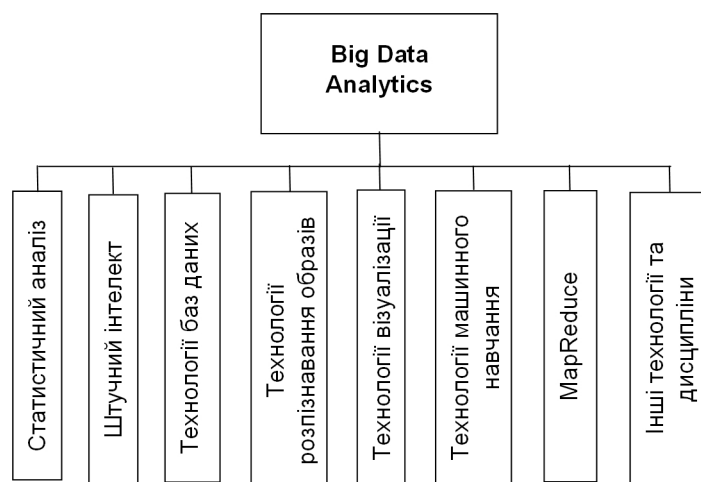 Big Data
Analytics
Статистичний аналіз
Штучний інтелект
Технології баз даних
Технології
розпізнавання образів
Технології візуалізації
Технології машинного
навчання
MapReduce
Інші технології та
дисципліни